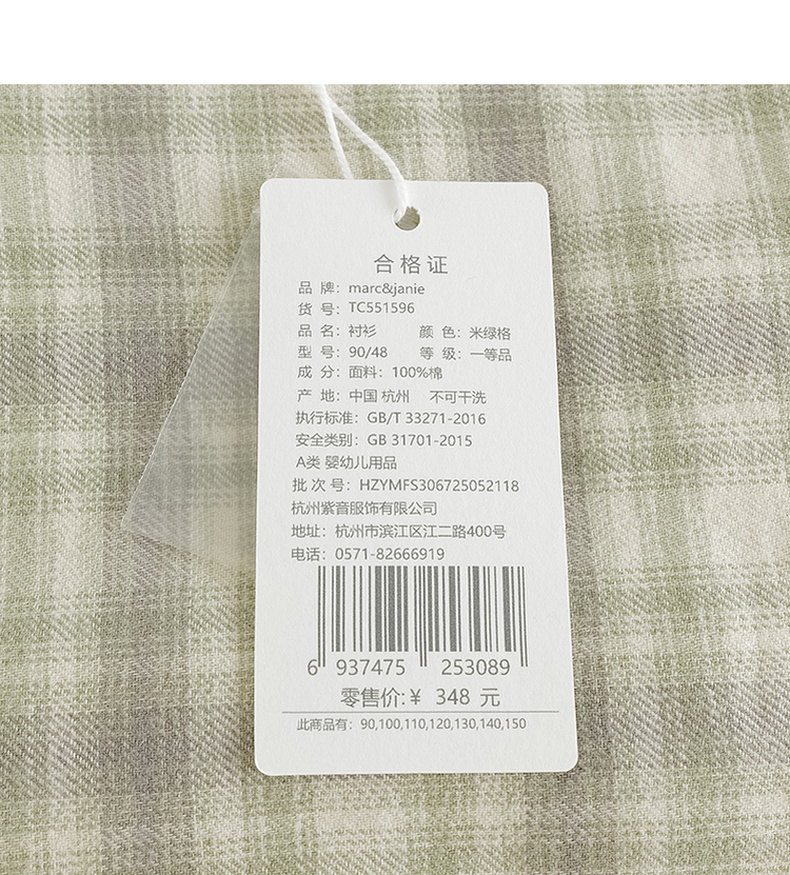 合格证
品 牌：marc&janie
货 号：TC551596
品 名：衬衫 颜 色：米绿格
型 号：90/48 等 级：一等品
成 分：面料：100%棉
产 地：中国 杭州 不可干洗
执行标准：GB/T 33271-2016
安全类别：GB 31701-2015
A类 婴幼儿用品
批 次 号：HZYMFS306725052118
杭州紫音服饰有限公司
地址：杭州市滨江区江二路400号
电话：0571-82666919
6 937475 253089
零售价:￥ 348 元
此商品有：90,100,110,120,130,140,150